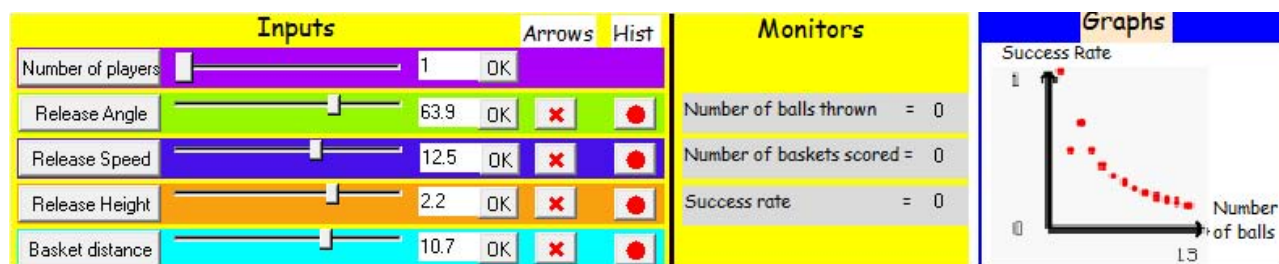 Inputs Arrows Hist
Number of players 1 OK
Release Angle 63.9 OK
Release Speed 12.5 OK
Release Height 2.2 OK
Basket distance 10.7 OK
Monitors
Number of balls thrown = 0
Number of baskets scored = 0
Success rate = 0
Graphs
Success Rate
1
0
Number
of balls
13